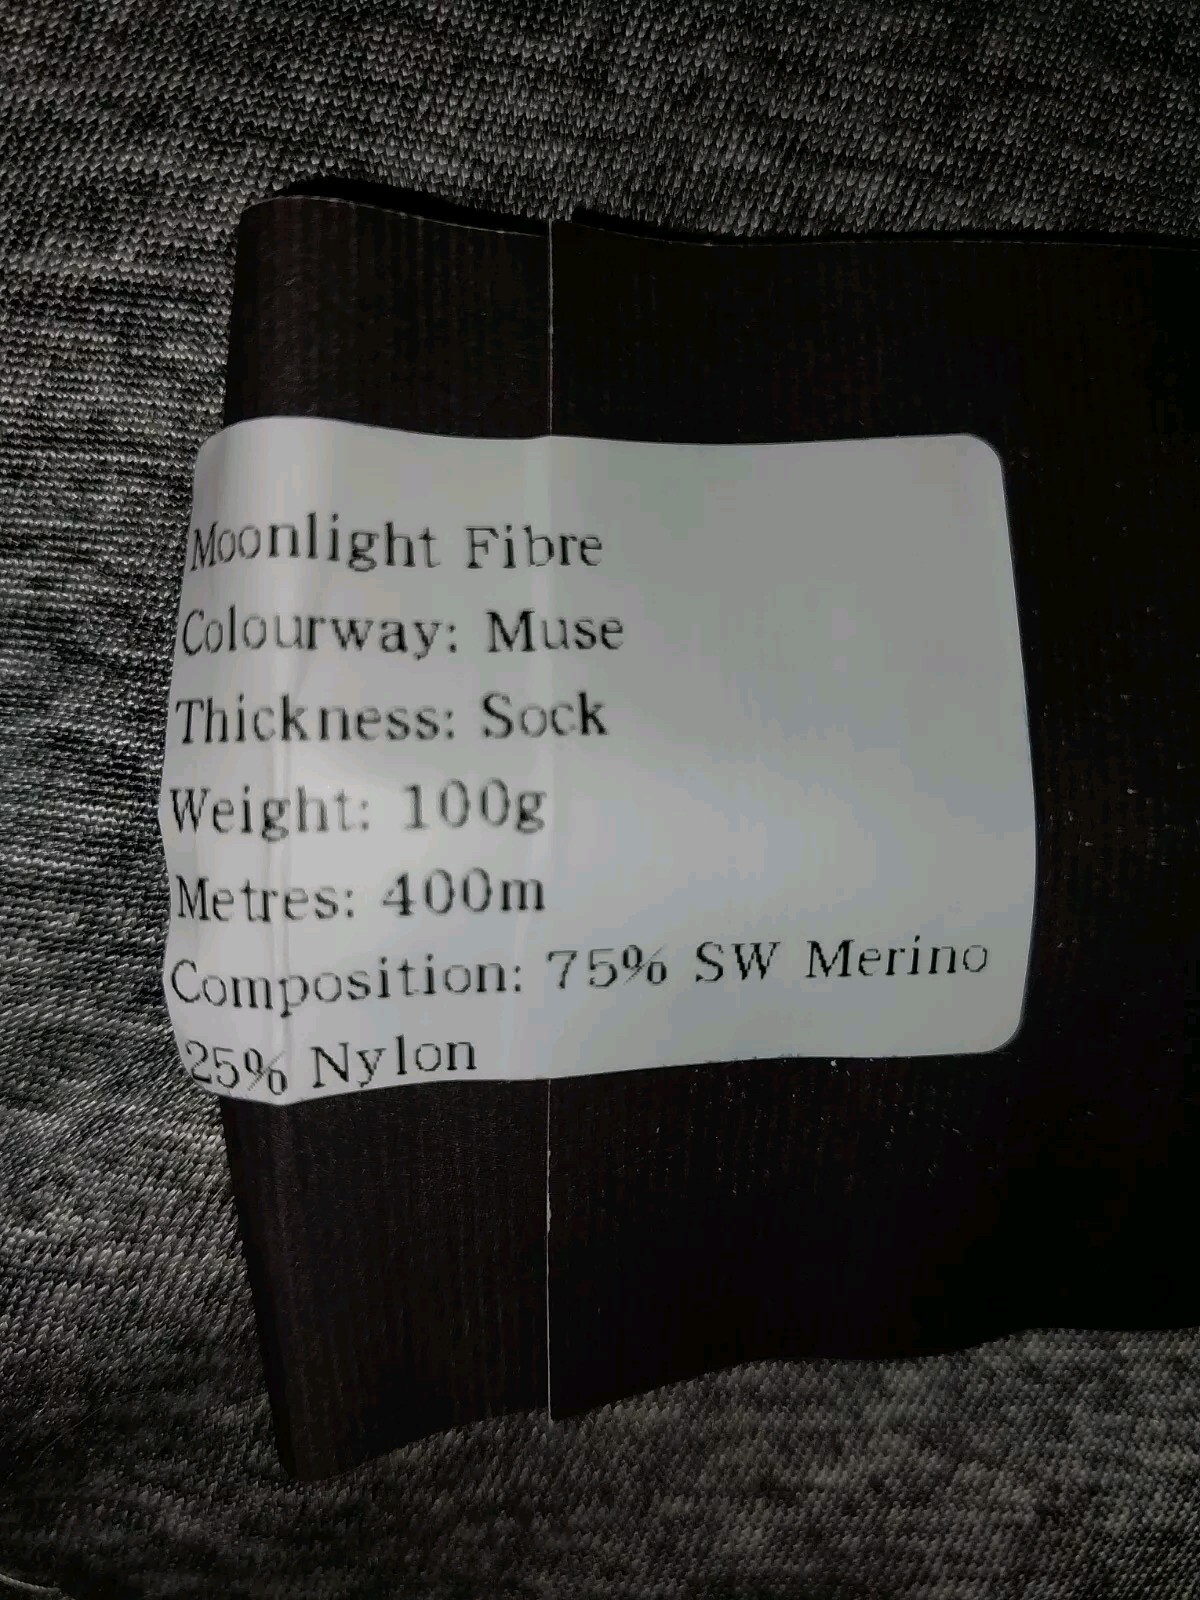 Moonlight Fibre
Colourway: Muse
Thickness: Sock
Weight: 100g
Metres: 400m
Composition: 75% SW Merino
25% Nylon